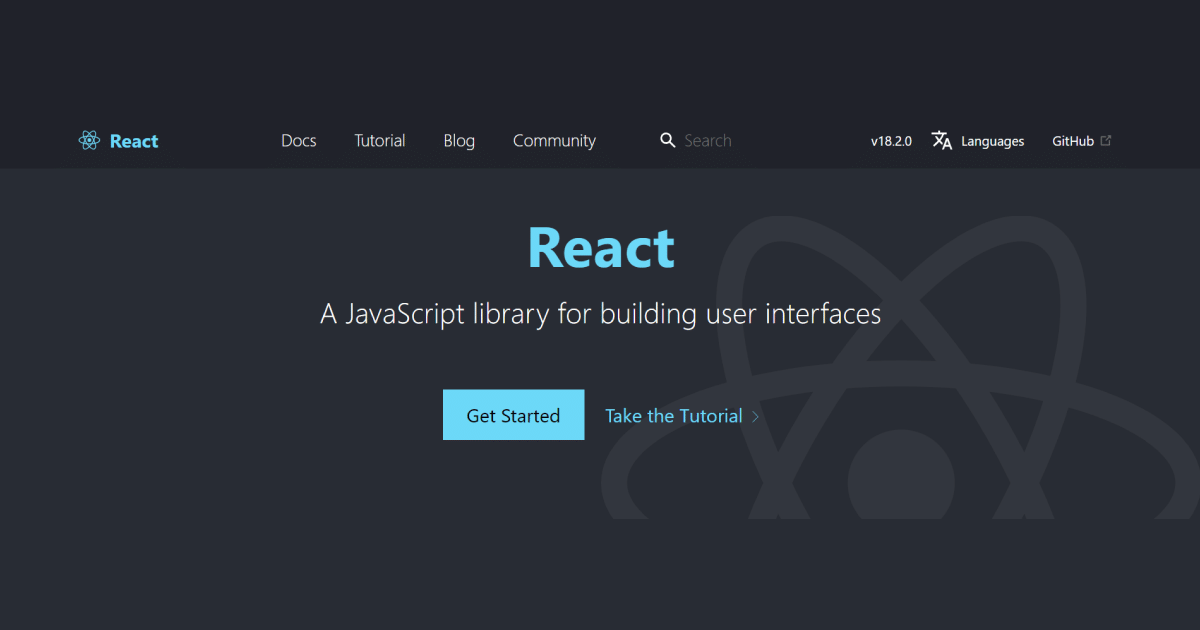 React Docs Tutorial Blog Community Search v18.2.0 Languages GitHub
React
A JavaScript library for building user interfaces
Get Started Take the Tutorial